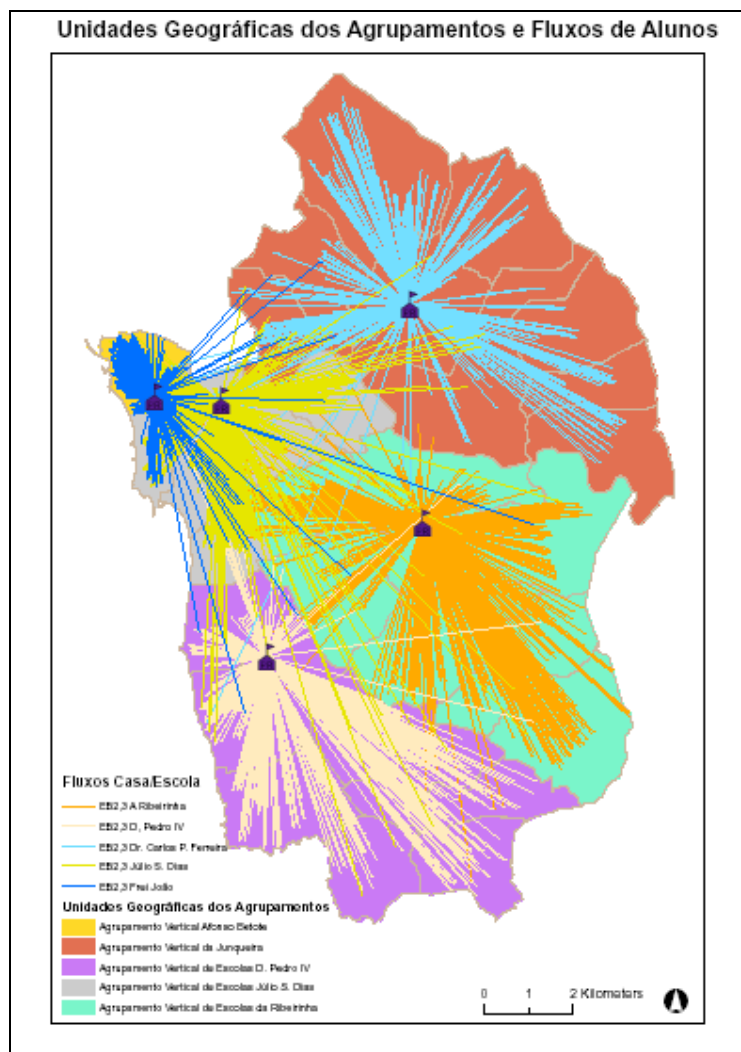 Unidades Geográficas dos Agrupamentos e Fluxos de Alunos
Fluxos Casa/Escola
EB2,3 A Ribeirinha
EB2,3 D, Pedro IV
EB2,3 Dr. Carlos P. Ferreira
EB2,3 Júlio S. Dias
EB2,3 Frei João
Unidades Geográficas dos Agrupamentos
Agrupamento Vertical Afonso Betote
Agrupamento Vertical da Junqueira
Agrupamento Vertical de Escolas D. Pedro IV
Agrupamento Vertical de Escolas Júlio S. Dias
Agrupamento Vertical de Escolas da Ribeirinha
0 1 2 Kilometers